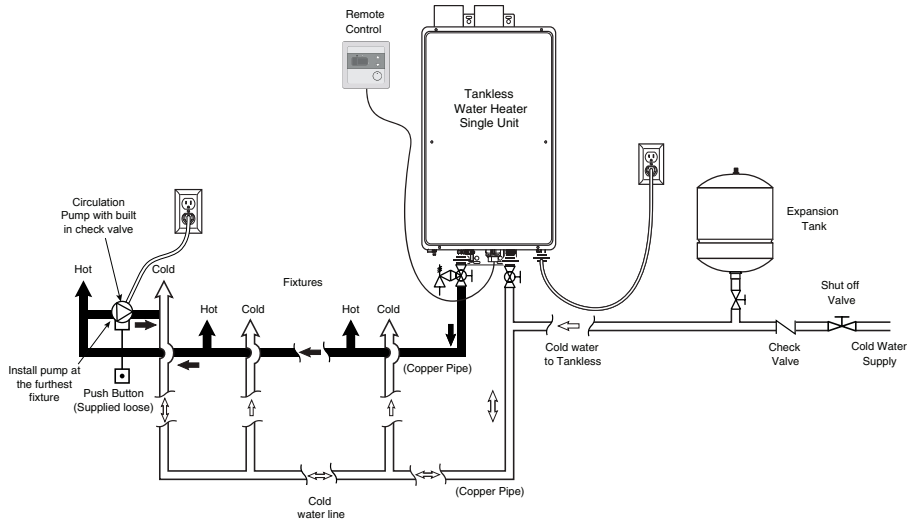 Remote
Control
Tankless
Water Heater
Single Unit
Circulation
Pump with built
in check valve
Expansion
Tank
Hot
Cold
Fixtures
Shut off
Valve
Hot
Cold
Hot
Cold
Cold water
to Tankless
Check
Valve
Cold Water
Supply
Install pump at
the furthest
fixture
(Copper Pipe)
Push Button
(Supplied loose)
(Copper Pipe)
Cold
water line